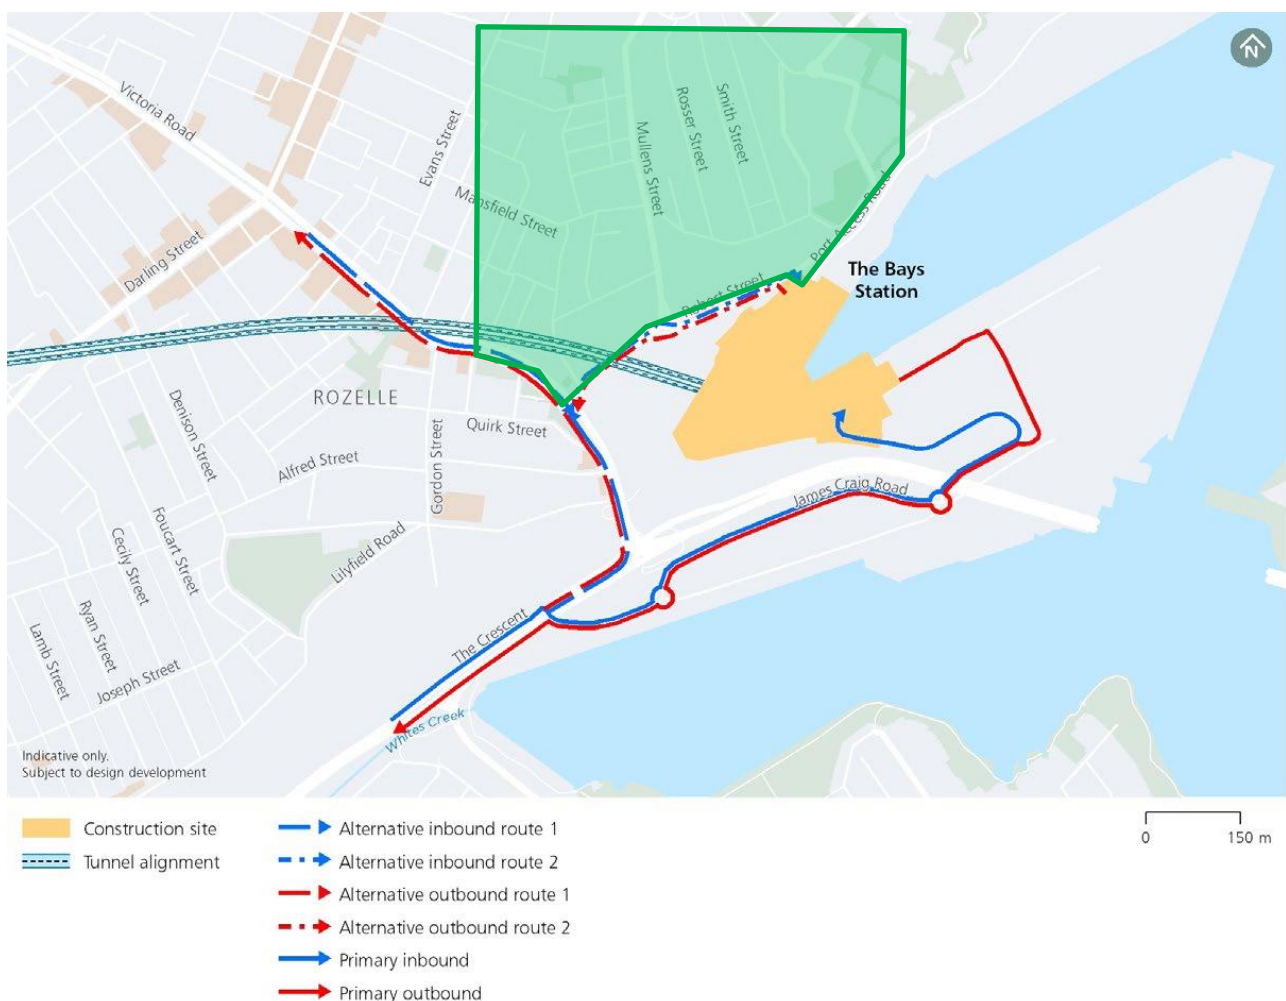 N
Victoria Road
Evans Street
Mullens Street
Rosser Street
Smith Street
Mansfield Street
Darling Street
Port Access Road
Robert Street
The Bays
Station
ROZELLE
Denison Street
Quirk Street
Gordon Street
Alfred Street
James Craig Road
Foucart Street
Cecily Street
Lilyfield Road
Ryan Street
Lamb Street
The Crescent
Joseph Street
Whites Creek
Indicative only.
Subject to design development
Construction site
Tunnel alignment
Alternative inbound route 1
Alternative inbound route 2
Alternative outbound route 1
Alternative outbound route 2
Primary inbound
Primary outbound
0 150 m